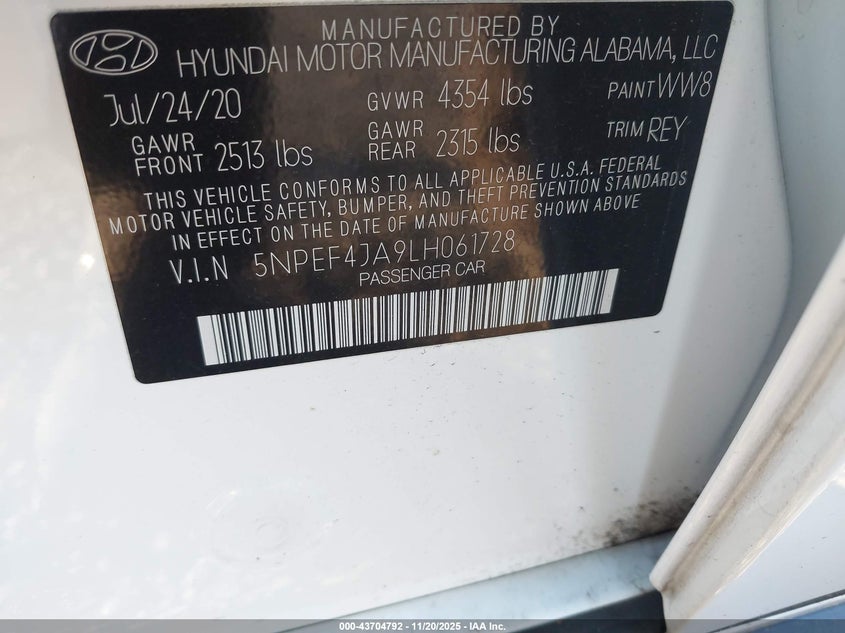 MANUFACTURED BY
HYUNDAI MOTOR MANUFACTURING ALABAMA, LLC
Jul/24/20 GVWR 4354 lbs PAINT WW8
GAWR FRONT 2513 lbs GAWR REAR 2315 lbs TRIM REY
THIS VEHICLE CONFORMS TO ALL APPLICABLE U.S.A. FEDERAL
MOTOR VEHICLE SAFETY, BUMPER, AND THEFT PREVENTION STANDARDS
IN EFFECT ON THE DATE OF MANUFACTURE SHOWN ABOVE
V.I.N 5NPEF4JA9LH061728
PASSENGER CAR
000-43704792 - 11/20/2025 - IAA Inc.